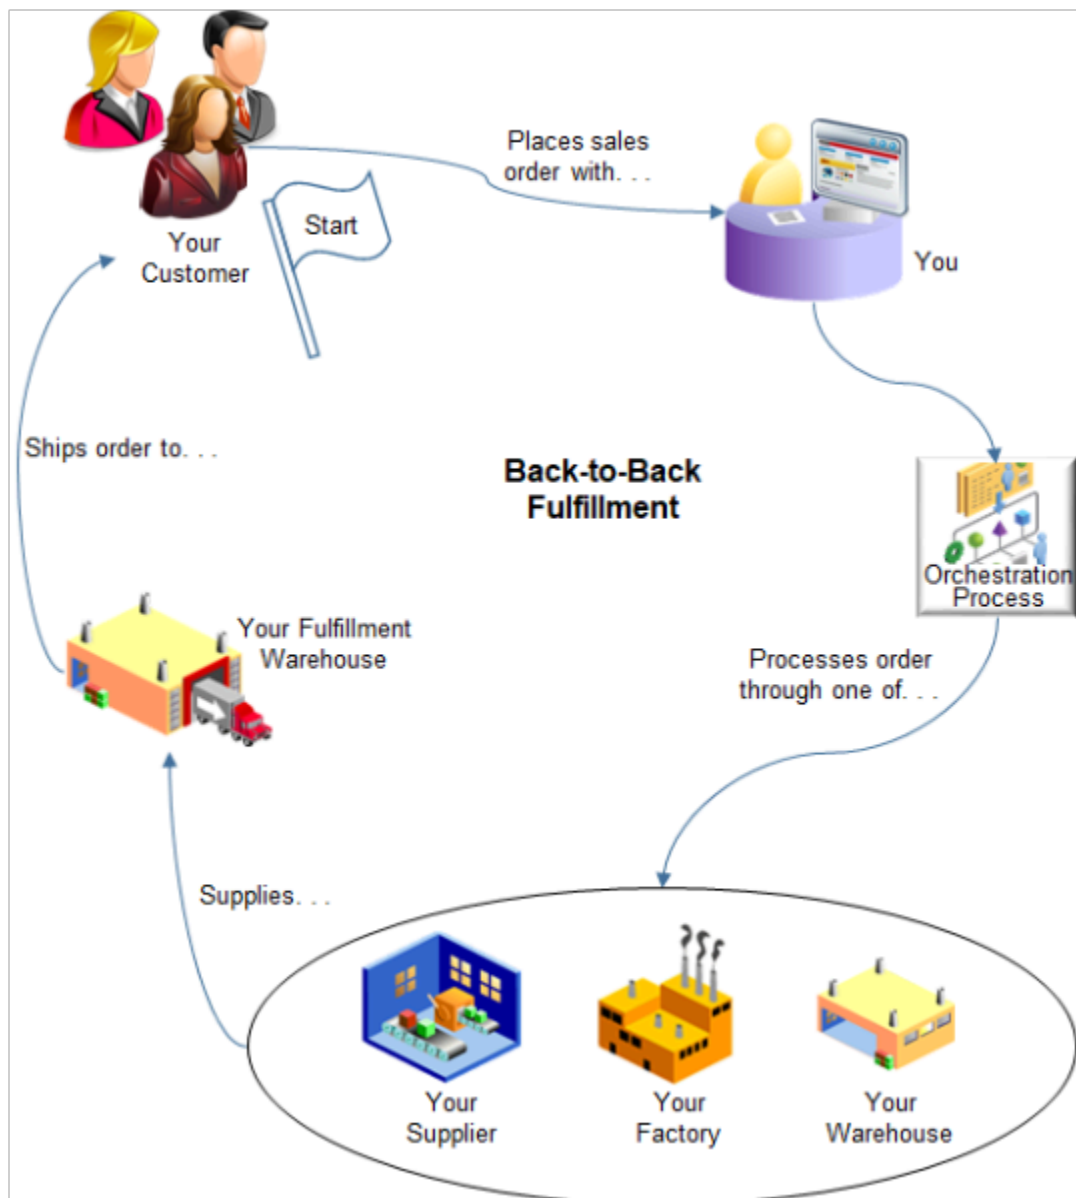 Places sales
order with. . .
Start
Your
Customer
You
Ships order to. . .
Back-to-Back
Fulfillment
Orchestration
Process
Your Fulfillment
Warehouse
Processes order
through one of. . .
Supplies. . .
Your
Supplier
Your
Factory
Your
Warehouse